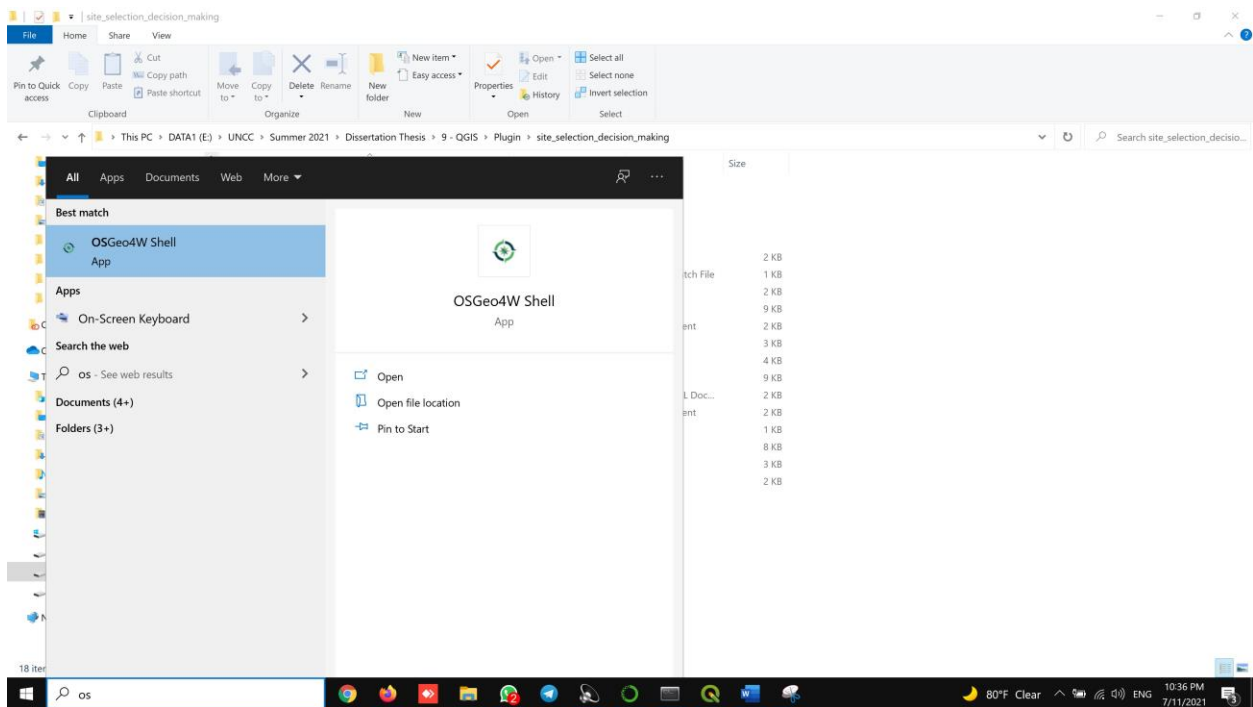 site_selection_decision_making
File Home Share View
Pin to Quick access
Copy
Paste
Cut
Copy path
Paste shortcut
Clipboard
Move to
Copy to
Delete
Rename
Organize
New folder
New item
Easy access
New
Properties
Open
Edit
History
Open
Select all
Select none
Invert selection
Select
This PC > DATA1 (E:) > UNCC > Summer 2021 > Dissertation Thesis > 9 - QGIS > Plugin > site_selection_decision_making
Search site_selection_decisio...
Size
All Apps Documents Web More
Best match
OSGeo4W Shell
App
Apps
On-Screen Keyboard
Search the web
os - See web results
Documents (4+)
Folders (3+)
OSGeo4W Shell
App
Open
Open file location
Pin to Start
2 KB
tch File 1 KB
2 KB
9 KB
ent 2 KB
3 KB
4 KB
9 KB
L Doc... 2 KB
ent 2 KB
1 KB
8 KB
3 KB
2 KB
18 iter
os
80°F Clear ENG
10:36 PM
7/11/2021